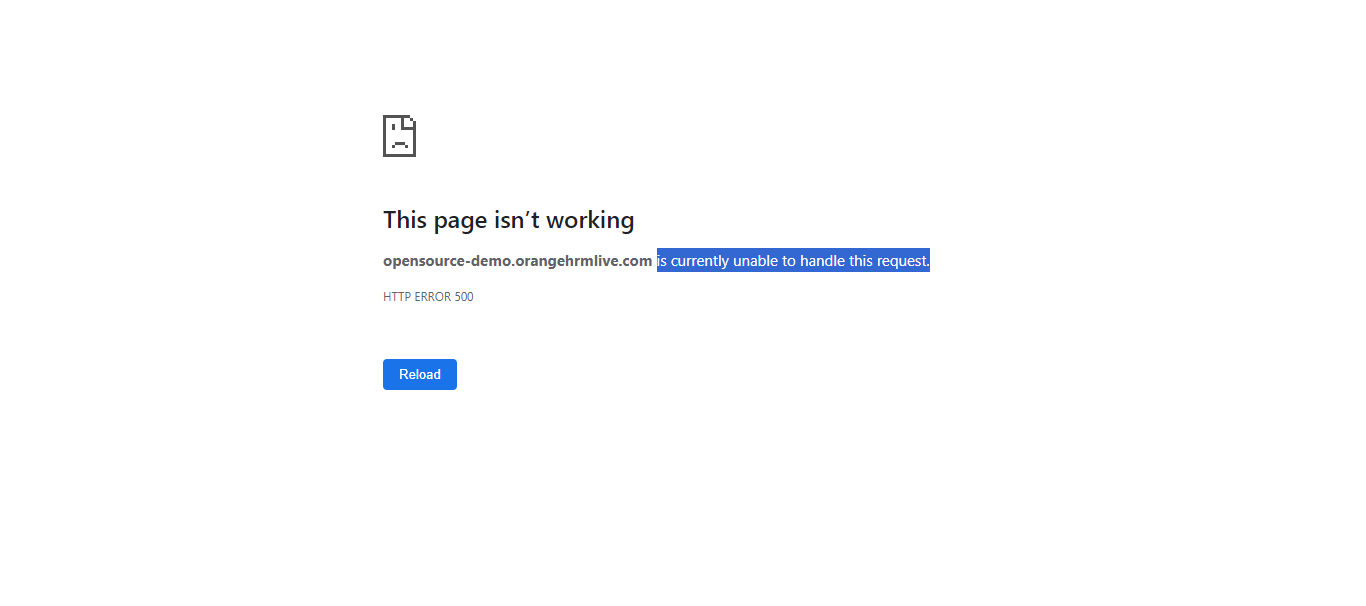 This page isn’t working
opensource-demo.orangehrmlive.com is currently unable to handle this request.
HTTP ERROR 500
Reload